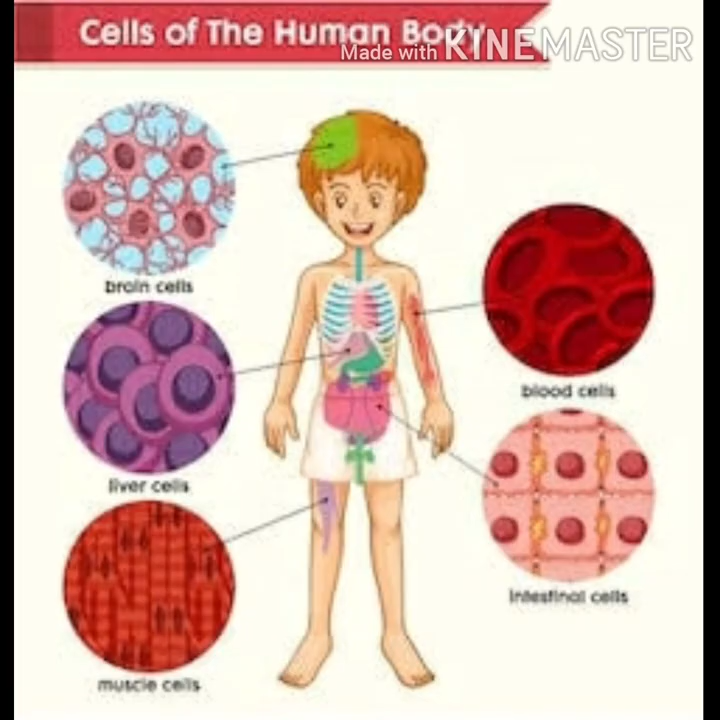 Cells of The Human Body
Made with KINEMASTER
brain cells
blood cells
liver cells
intestinal cells
muscle cells